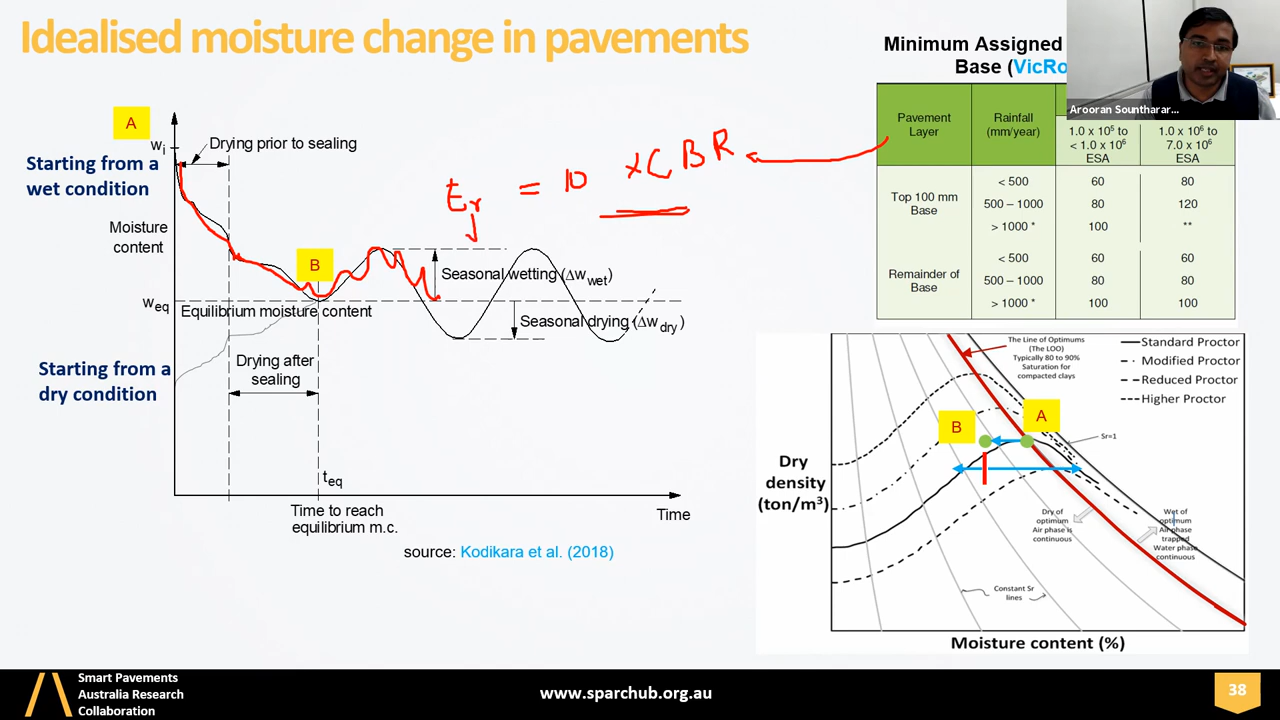 Idealised moisture change in pavements
A
wi
Drying prior to sealing
Starting from a
wet condition
Moisture
content
B
weq
Equilibrium moisture content
Seasonal wetting (Δwwet)
Seasonal drying (Δwdry)
Starting from a
dry condition
Drying after
sealing
teq
Time to reach
equilibrium m.c.
Time
source: Kodikara et al. (2018)
= 10 × CBR
Minimum Assigned
Base (VicRo
Arooran Sountharar...
Pavement
Layer
Rainfall
(mm/year)
1.0 x 10⁵ to
< 1.0 x 10⁶
ESA
1.0 x 10⁶ to
7.0 x 10⁶
ESA
Top 100 mm
Base
< 500 60 80
500 – 1000 80 120
> 1000 * 100 **
Remainder of
Base
< 500 60 60
500 – 1000 80 80
> 1000 * 100 100
The Line of Optimums
(The LOO)
Typically 80 to 90%
Saturation for
compacted clays
Standard Proctor
Modified Proctor
Reduced Proctor
Higher Proctor
B
A
Sr=1
Dry
density
(ton/m³)
Dry of
optimum
Air phase is
continuous
Wet of
optimum
Air phase
trapped
Water phase
continuous
Constant Sr
lines
Moisture content (%)
Smart Pavements
Australia Research
Collaboration
www.sparchub.org.au
38